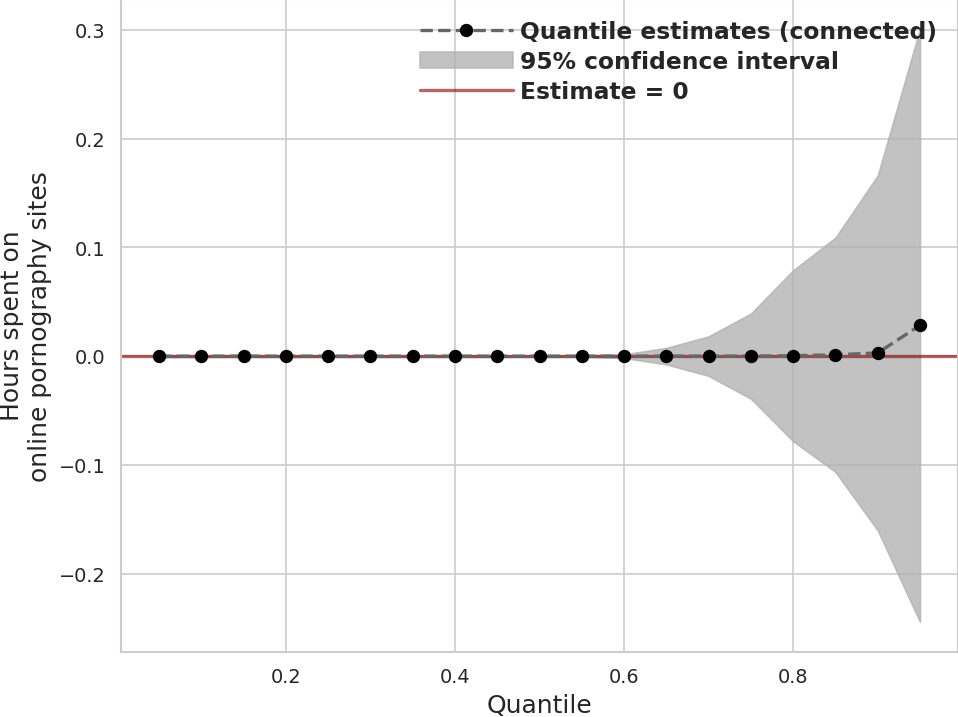 Quantile estimates (connected)
95% confidence interval
Estimate = 0
Hours spent on
online pornography sites
0.3
0.2
0.1
0.0
−0.1
−0.2
0.2
0.4
0.6
0.8
Quantile